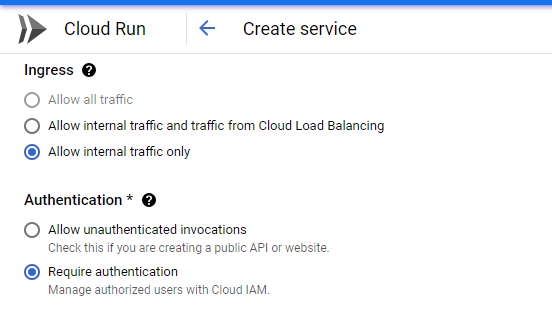 Cloud Run
Create service
Ingress ?
Allow all traffic
Allow internal traffic and traffic from Cloud Load Balancing
Allow internal traffic only
Authentication * ?
Allow unauthenticated invocations
Check this if you are creating a public API or website.
Require authentication
Manage authorized users with Cloud IAM.